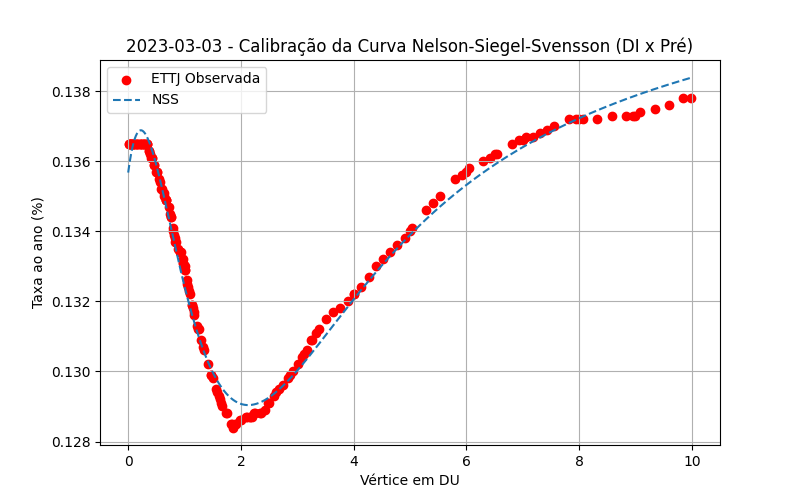 2023-03-03 - Calibração da Curva Nelson-Siegel-Svensson (DI x Pré)
ETTJ Observada
NSS
Taxa ao ano (%)
0.138
0.136
0.134
0.132
0.130
0.128
0
2
4
6
8
10
Vértice em DU